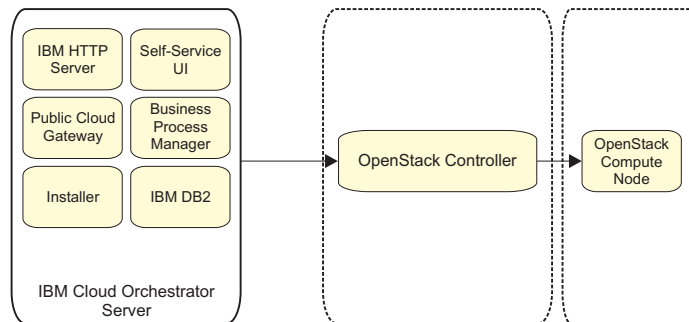 IBM HTTP
Server
Self-Service
UI
Public Cloud
Gateway
Business
Process
Manager
Installer
IBM DB2
IBM Cloud Orchestrator
Server
OpenStack Controller
OpenStack
Compute
Node